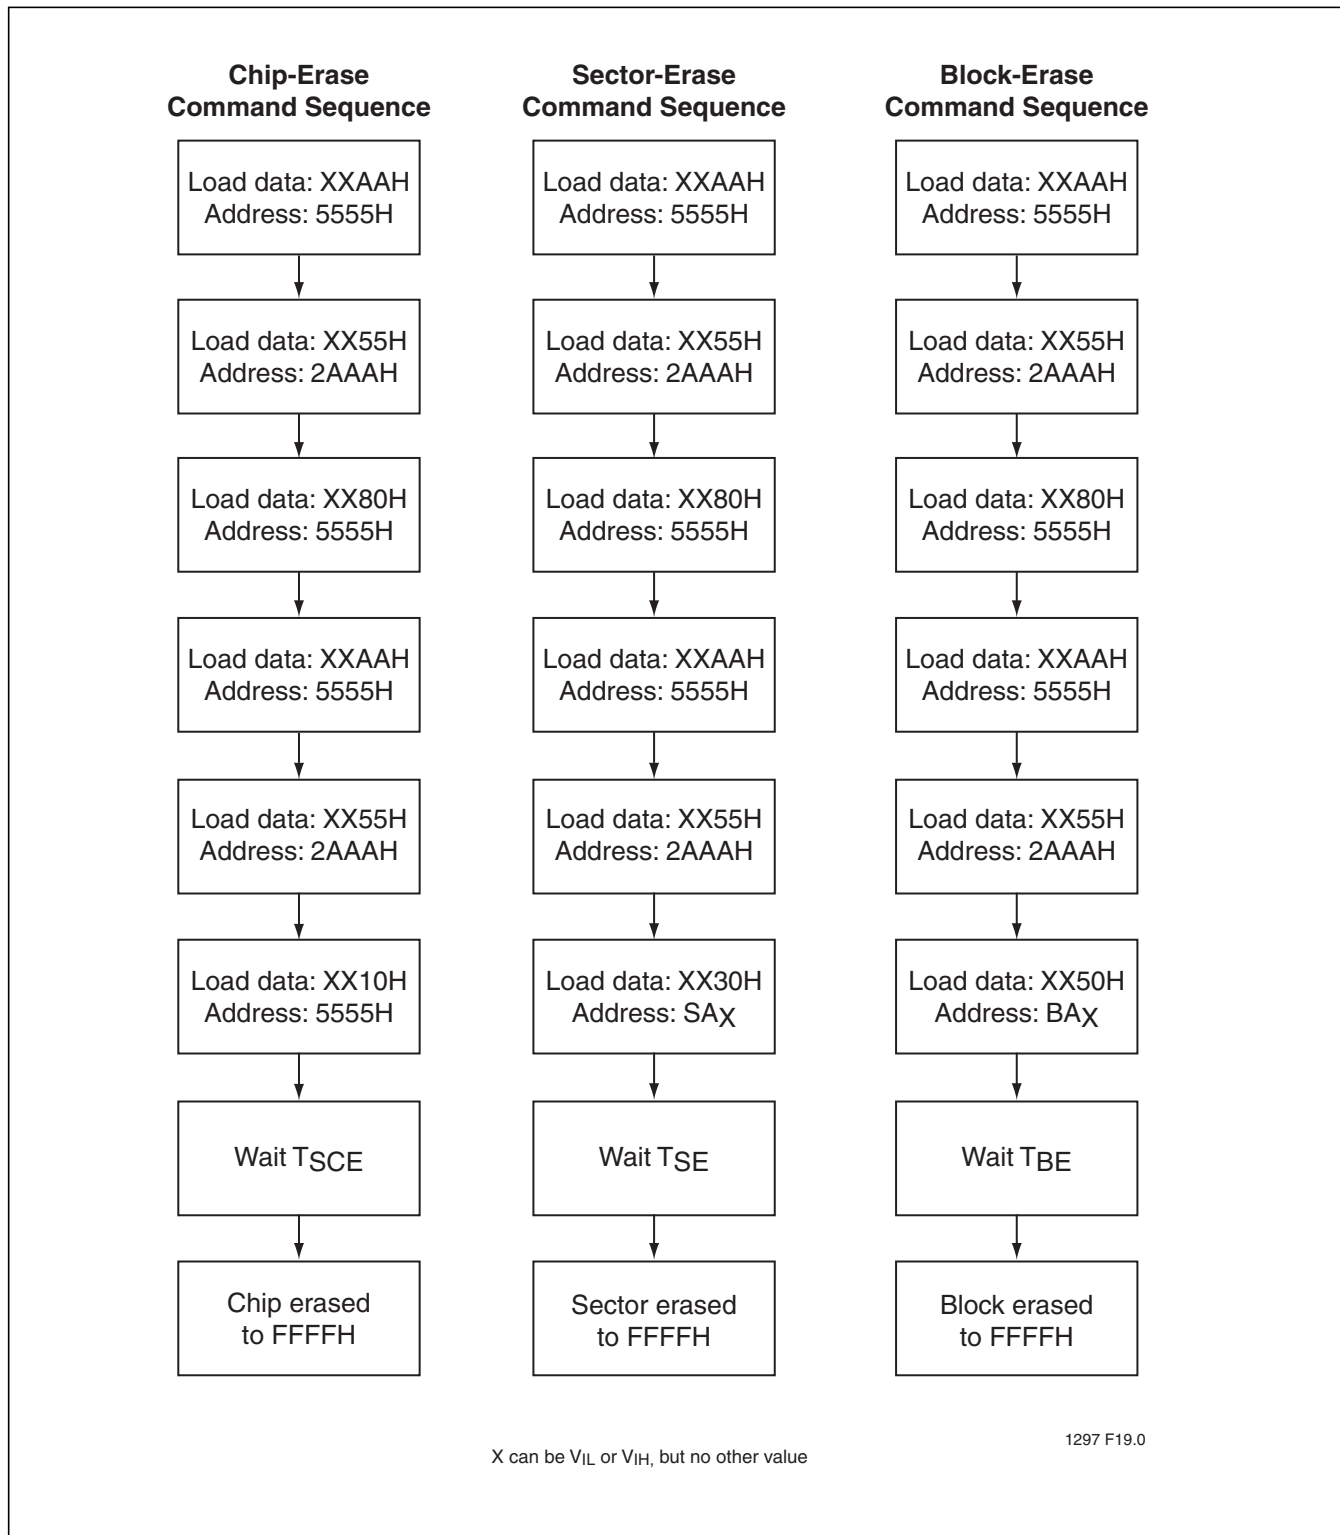 Chip-Erase
Command Sequence
Load data: XXAAH
Address: 5555H
Load data: XX55H
Address: 2AAAH
Load data: XX80H
Address: 5555H
Load data: XXAAH
Address: 5555H
Load data: XX55H
Address: 2AAAH
Load data: XX10H
Address: 5555H
Wait TSCE
Chip erased
to FFFFH
Sector-Erase
Command Sequence
Load data: XXAAH
Address: 5555H
Load data: XX55H
Address: 2AAAH
Load data: XX80H
Address: 5555H
Load data: XXAAH
Address: 5555H
Load data: XX55H
Address: 2AAAH
Load data: XX30H
Address: SAX
Wait TSE
Sector erased
to FFFFH
Block-Erase
Command Sequence
Load data: XXAAH
Address: 5555H
Load data: XX55H
Address: 2AAAH
Load data: XX80H
Address: 5555H
Load data: XXAAH
Address: 5555H
Load data: XX55H
Address: 2AAAH
Load data: XX50H
Address: BAX
Wait TBE
Block erased
to FFFFH
1297 F19.0
X can be VIL or VIH, but no other value